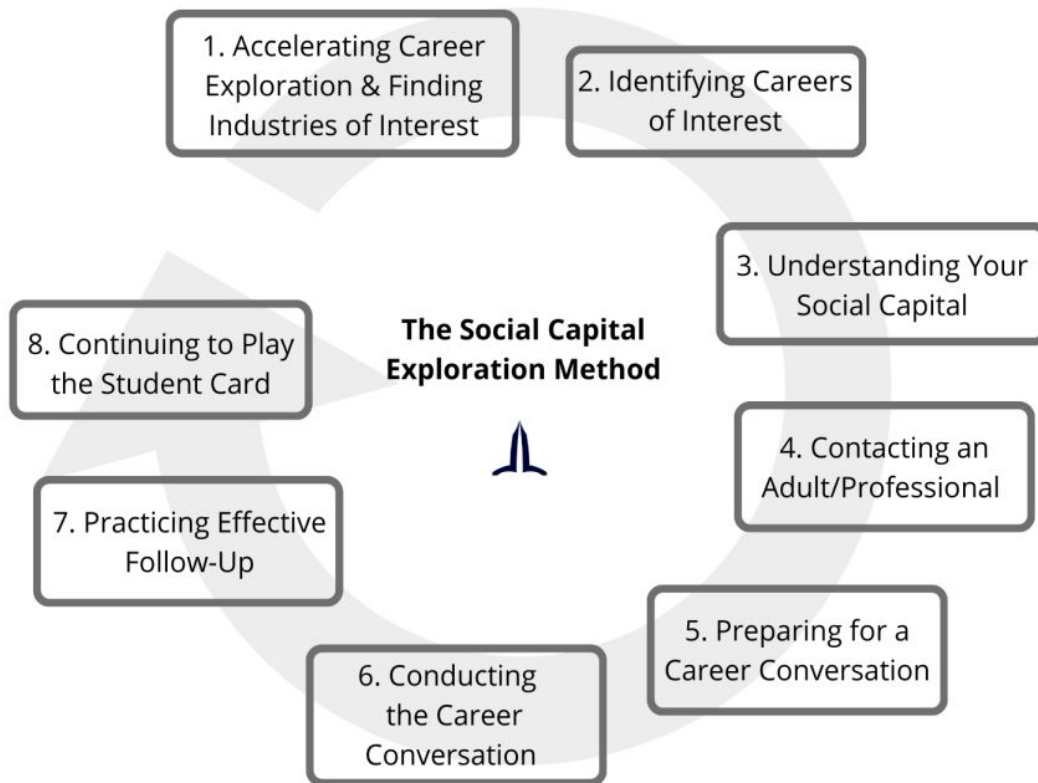 1. Accelerating Career
Exploration & Finding
Industries of Interest
2. Identifying Careers
of Interest
3. Understanding Your
Social Capital
4. Contacting an
Adult/Professional
5. Preparing for a
Career Conversation
6. Conducting
the Career
Conversation
7. Practicing Effective
Follow-Up
8. Continuing to Play
the Student Card
The Social Capital
Exploration Method